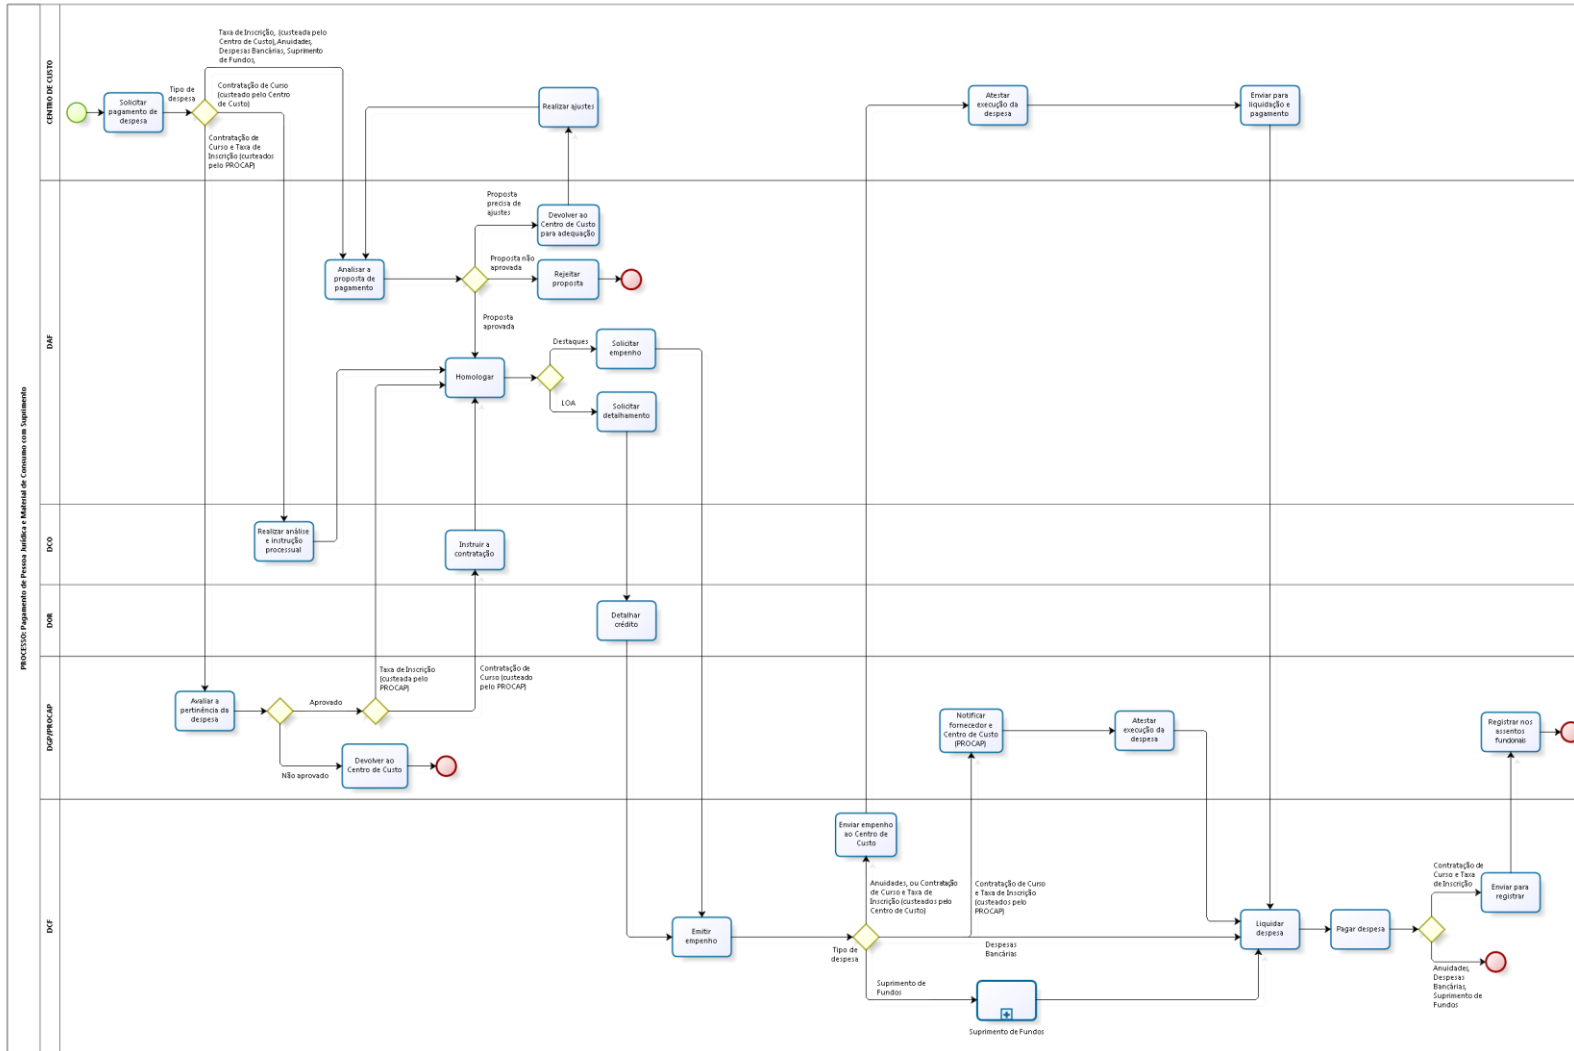 PROCESSO: Pagamento de Pessoa Jurídica e Material de Consumo com Suprimento
CENTRO DE CUSTO
Solicitar
pagamento de
despesa
Tipo de
despesa
Taxa de Inscrição, (custeada pelo
Centro de Custo), Anuidades,
Despesas Bancárias, Suprimento
de Fundos,
Contratação de Curso
(custeado pelo Centro
de Custo)
Contratação de
Curso e Taxa de
Inscrição (custeados
pelo PROCAP)
Realizar ajustes
Atestar
execução da
despesa
Enviar para
liquidação e
pagamento
DAF
Analisar a
proposta de
pagamento
Proposta
precisa de
ajustes
Devolver ao
Centro de Custo
para adequação
Proposta não
aprovada
Rejeitar
proposta
Proposta
aprovada
Homologar
Destaques
Solicitar
empenho
LOA
Solicitar
detalhamento
DCO
Realizar análise
e instrução
processual
Instruir a
contratação
DOR
Detalhar
crédito
DGP/PROCAP
Avaliar a
pertinência da
despesa
Aprovado
Não aprovado
Devolver ao
Centro de Custo
Taxa de Inscrição
(custeada pelo
PROCAP)
Contratação de
Curso (custeado
pelo PROCAP)
Notificar
fornecedor e
Centro de Custo
(PROCAP)
Atestar
execução da
despesa
Registrar nos
assentos
funcionais
DCF
Emitir
empenho
Tipo de
despesa
Enviar empenho
ao Centro de
Custo
Anuidades, ou Contratação
de Curso e Taxa de
Inscrição (custeados pelo
Centro de Custo)
Contratação de Curso
e Taxa de Inscrição
(custeados pelo
PROCAP)
Despesas
Bancárias
Suprimento de
Fundos
Suprimento de Fundos
Liquidar
despesa
Pagar despesa
Contratação de
Curso e Taxa
de Inscrição
Enviar para
registrar
Anuidades,
Despesas
Bancárias,
Suprimento de
Fundos